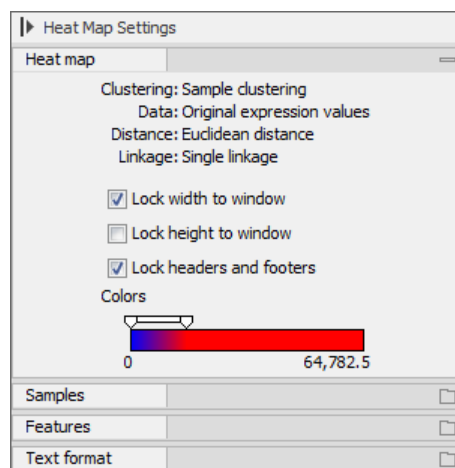 Heat Map Settings
Heat map
Clustering: Sample clustering
Data: Original expression values
Distance: Euclidean distance
Linkage: Single linkage
Lock width to window
Lock height to window
Lock headers and footers
Colors
0 64,782.5
Samples
Features
Text format